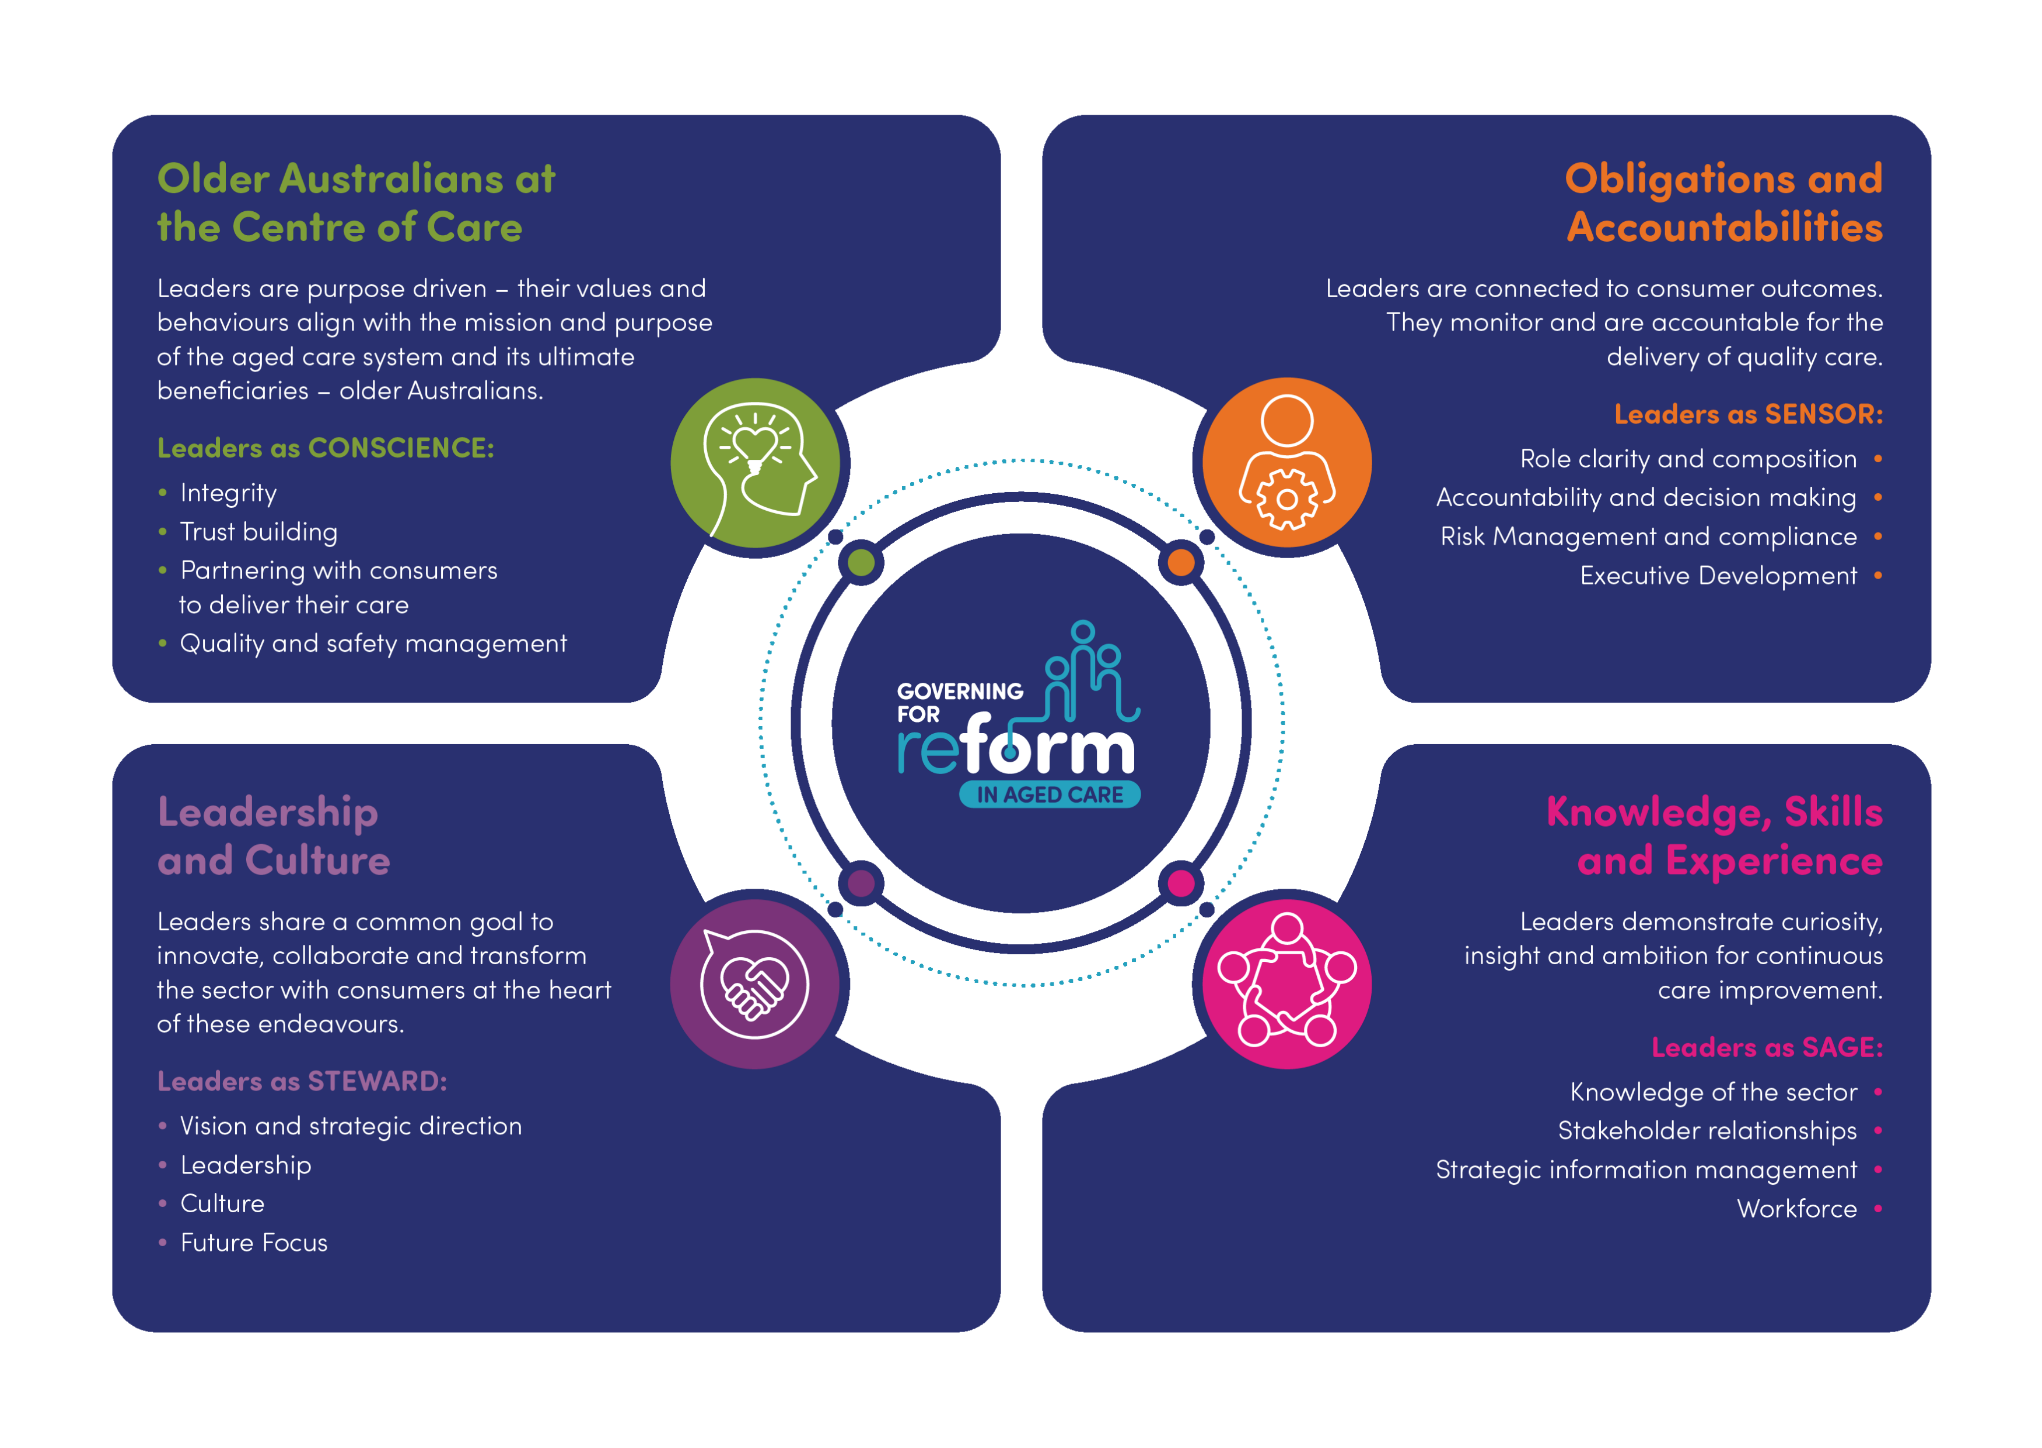 Older Australians at
the Centre of Care
Leaders are purpose driven – their values and
behaviours align with the mission and purpose
of the aged care system and its ultimate
beneficiaries – older Australians.
Leaders as CONSCIENCE:
• Integrity
• Trust building
• Partnering with consumers
to deliver their care
• Quality and safety management
Obligations and
Accountabilities
Leaders are connected to consumer outcomes.
They monitor and are accountable for the
delivery of quality care.
Leaders as SENSOR:
Role clarity and composition •
Accountability and decision making •
Risk Management and compliance •
Executive Development •
GOVERNING
FOR
reform
IN AGED CARE
Leadership
and Culture
Leaders share a common goal to
innovate, collaborate and transform
the sector with consumers at the heart
of these endeavours.
Leaders as STEWARD:
• Vision and strategic direction
• Leadership
• Culture
• Future Focus
Knowledge, Skills
and Experience
Leaders demonstrate curiosity,
insight and ambition for continuous
care improvement.
Leaders as SAGE:
Knowledge of the sector •
Stakeholder relationships •
Strategic information management •
Workforce •